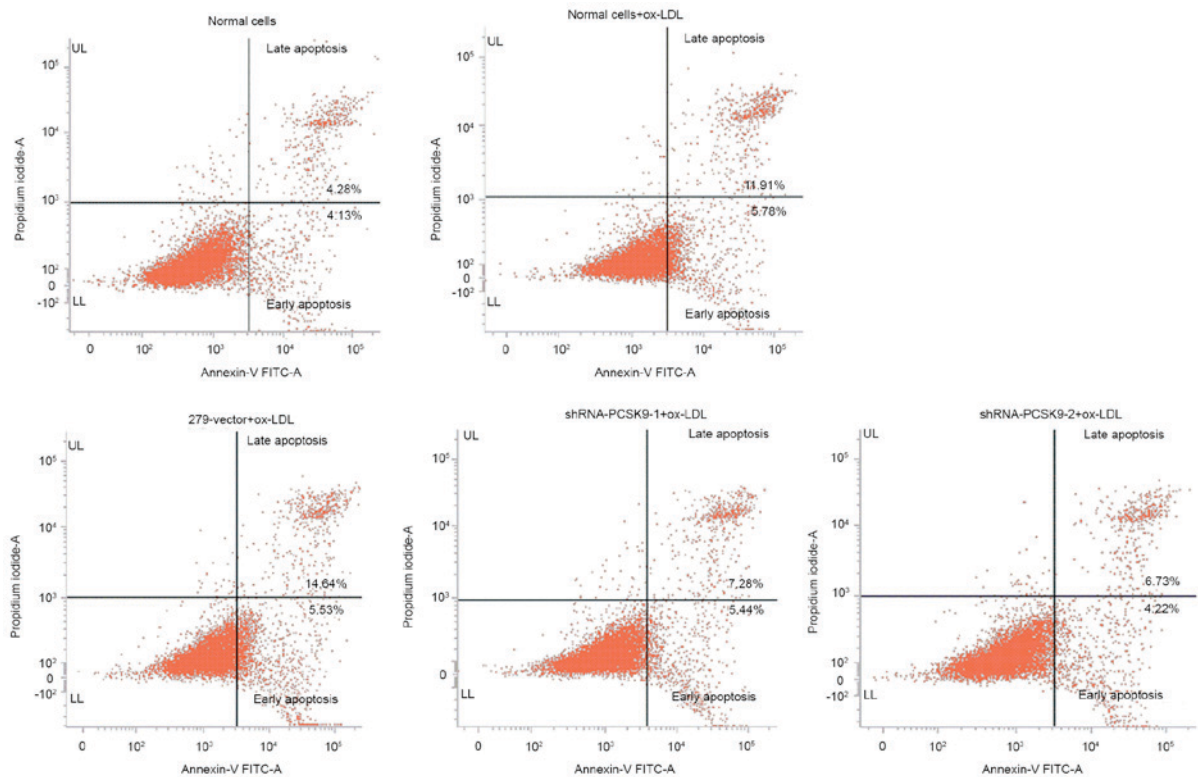 Normal cells
UL
Late apoptosis
10⁵
10⁴
4.28%
10³
4.13%
10²
0
-10²
LL
Early apoptosis
0 10² 10³ 10⁴ 10⁵
Annexin-V FITC-A
Propidium iodide-A
Normal cells+ox-LDL
UL
Late apoptosis
10⁵
10⁴
11.91%
10³
5.78%
10²
0
-10²
LL
Early apoptosis
0 10² 10³ 10⁴ 10⁵
Annexin-V FITC-A
Propidium iodide-A
279-vector+ox-LDL
UL
Late apoptosis
10⁵
10⁴
14.64%
10³
5.53%
10²
0
-10²
LL
Early apoptosis
0 10² 10³ 10⁴ 10⁵
Annexin-V FITC-A
Propidium iodide-A
shRNA-PCSK9-1+ox-LDL
UL
Late apoptosis
10⁵
10⁴
7.28%
10³
5.44%
10²
0
LL
Early apoptosis
0 10² 10³ 10⁴ 10⁵
Annexin-V FITC-A
Propidium iodide-A
shRNA-PCSK9-2+ox-LDL
UL
Late apoptosis
10⁵
10⁴
6.73%
10³
4.22%
10²
0
-10²
LL
Early apoptosis
0 10² 10³ 10⁴ 10⁵
Annexin-V FITC-A
Propidium iodide-A